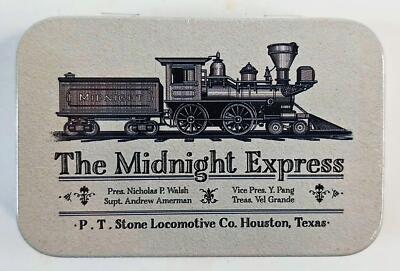 MIDNIGHT
The Midnight Express
Pres. Nicholas P. Walsh Vice Pres. Y. Pang
Supt. Andrew Amerman Treas. Vel Grande
· P. T. Stone Locomotive Co. Houston, Texas ·